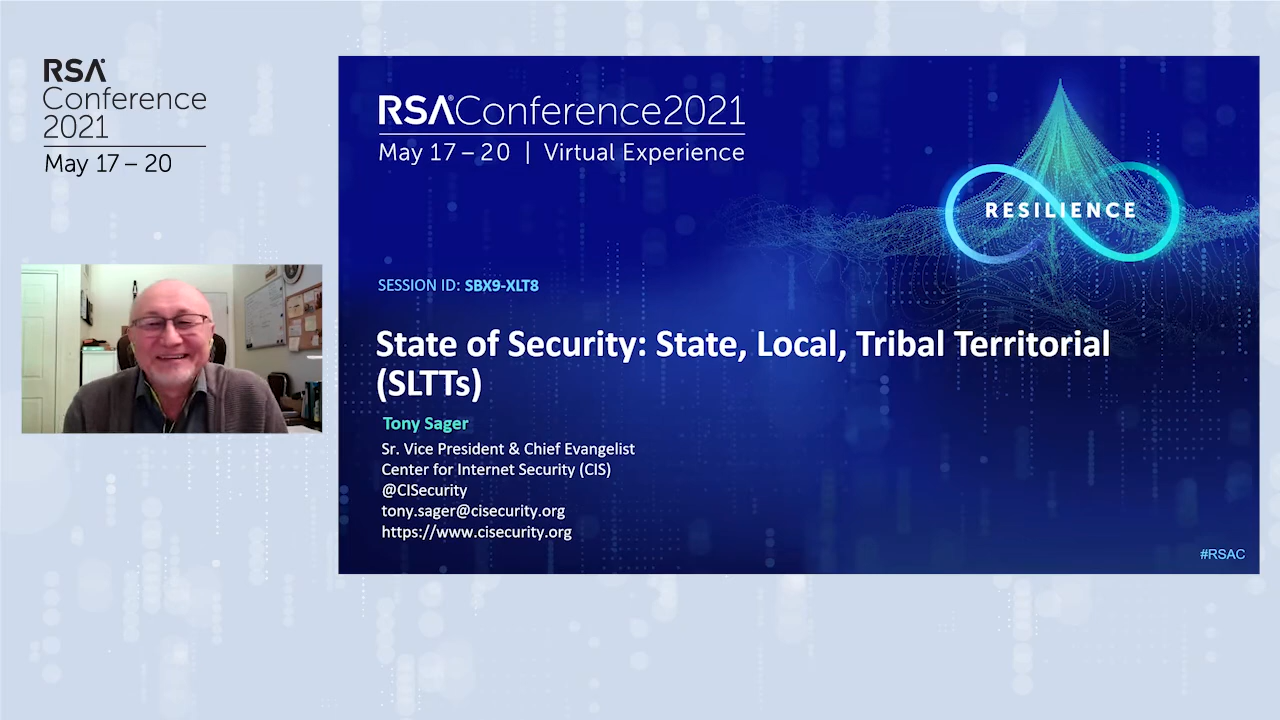 RSA
Conference
2021
May 17 – 20
RSAConference2021
May 17 – 20 | Virtual Experience
RESILIENCE
SESSION ID: SBX9-XLT8
State of Security: State, Local, Tribal Territorial
(SLTTs)
Tony Sager
Sr. Vice President & Chief Evangelist
Center for Internet Security (CIS)
@CISecurity
tony.sager@cisecurity.org
https://www.cisecurity.org
#RSAC